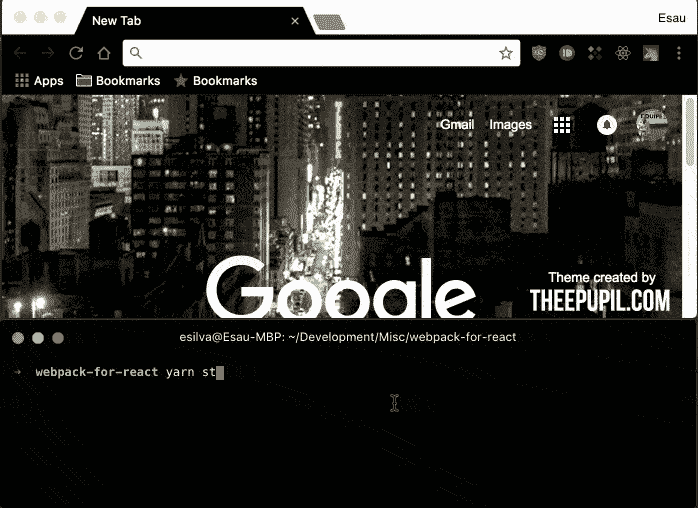 New Tab
Esau
Apps
Bookmarks
Bookmarks
Gmail
Images
Google
Theme created by
THEEPUPIL.COM
esilva@Esau-MBP: ~/Development/Misc/webpack-for-react
→ webpack-for-react yarn st